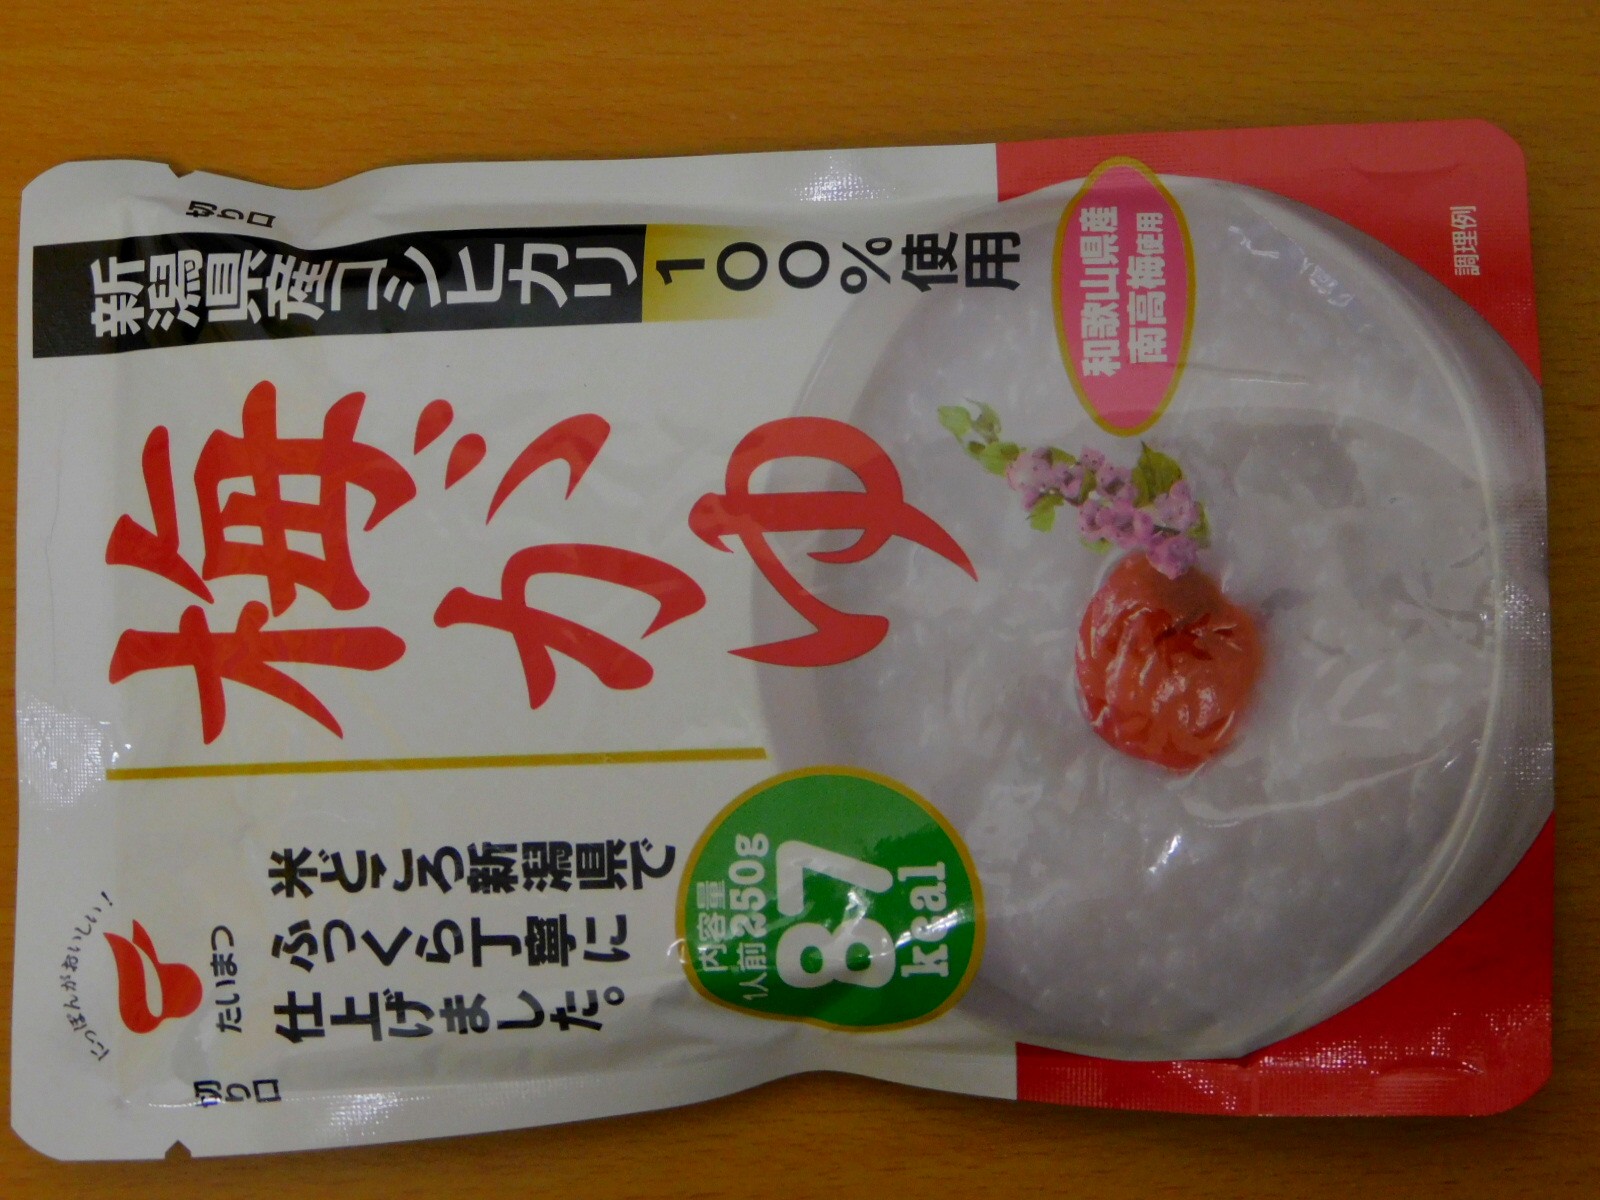 切り口
新潟県産コシヒカリ100%使用
梅がゆ
和歌山県産
南高梅使用
調理例
にっぽんがおいしい!
たいまつ
米どころ新潟県で
ふっくら丁寧に
仕上げました。
内容量
1人前250g
87
kcal
切り口